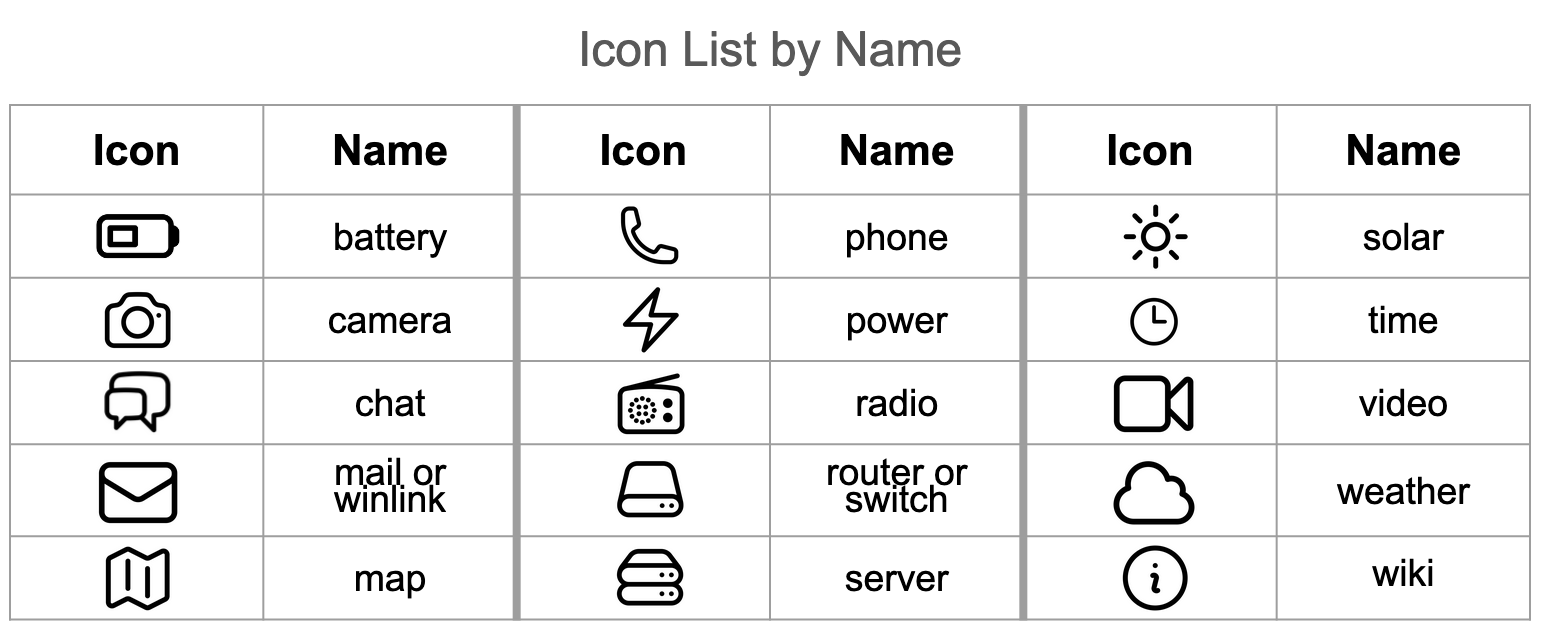 Icon List by Name
Icon Name Icon Name Icon Name
battery phone solar
camera power time
chat radio video
mail or
winlink router or
switch weather
map server wiki